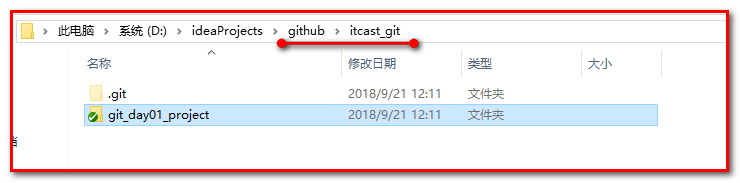 此电脑 › 系统 (D:) › ideaProjects › github › itcast_git
名称 修改日期 类型 大小
.git 2018/9/21 12:11 文件夹
git_day01_project 2018/9/21 12:11 文件夹